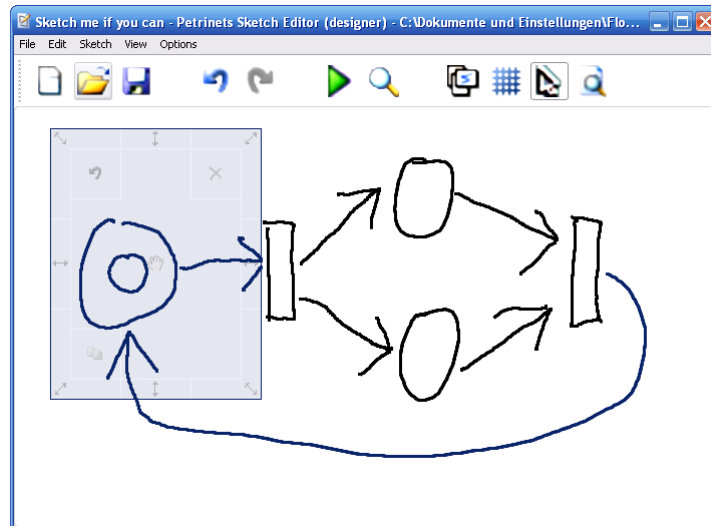 Sketch me if you can - Petrinets Sketch Editor (designer) - C:\Dokumente und Einstellungen\Flo...
File Edit Sketch View Options